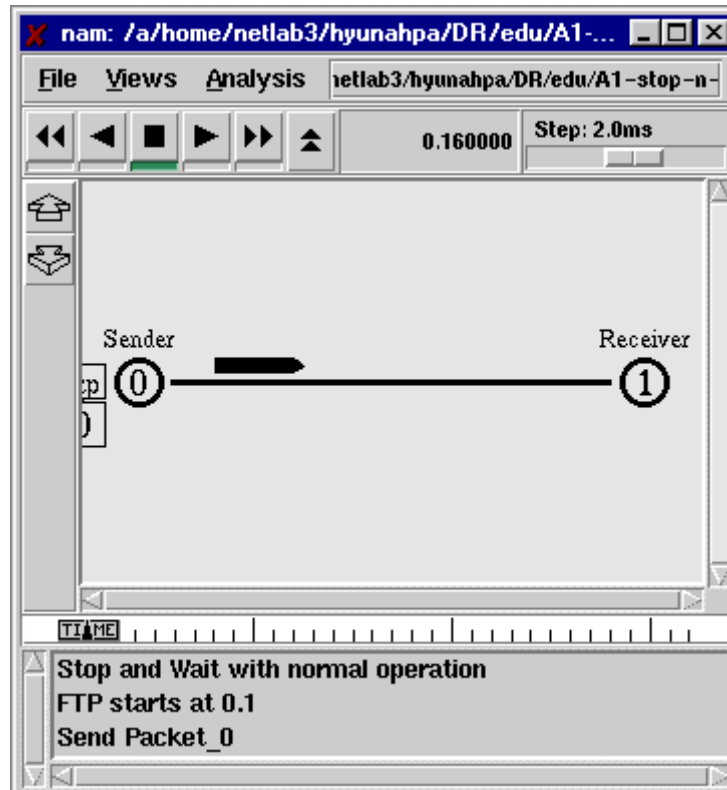 nam: /a/home/netlab3/hyunahpa/DR/edu/A1-...
File Views Analysis netlab3/hyunahpa/DR/edu/A1-stop-n-
0.160000 Step: 2.0ms
Sender Receiver
0 1
TIME
Stop and Wait with normal operation
FTP starts at 0.1
Send Packet_0